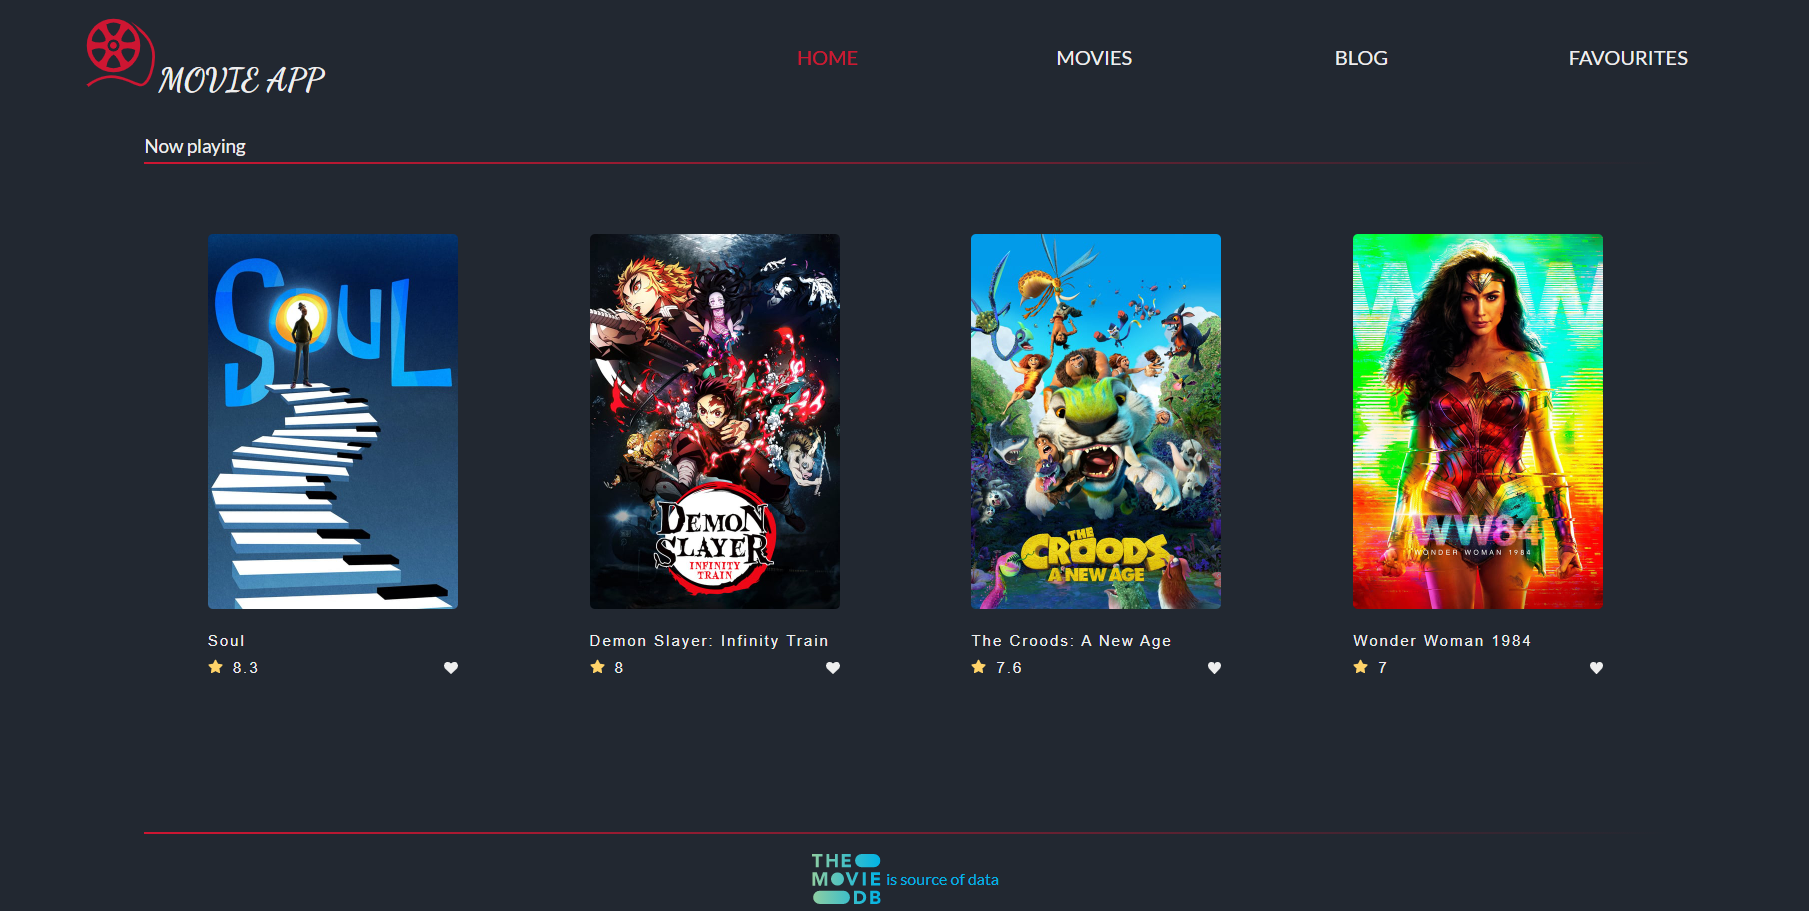 MOVIE APP
HOME
MOVIES
BLOG
FAVOURITES
Now playing
SOUL
DEMON
SLAYER
INFINITY
TRAIN
THE
CROODS
A NEW AGE
WW
WW84
WONDER WOMAN 1984
Soul
8.3
Demon Slayer: Infinity Train
8
The Croods: A New Age
7.6
Wonder Woman 1984
7
THE
MOVIE
DB
is source of data